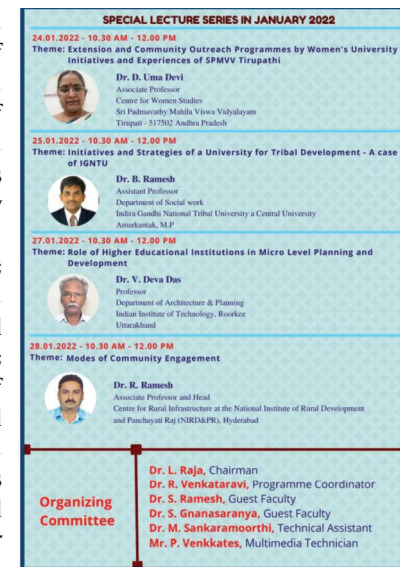 SPECIAL LECTURE SERIES IN JANUARY 2022
24.01.2022 - 10.30 AM - 12.00 PM
Theme: Extension and Community Outreach Programmes by Women's University
Initiatives and Experiences of SPMVV Tirupathi
Dr. D. Uma Devi
Associate Professor
Centre for Women Studies
Sri Padmavathy Mahila Viswa Vidyalayam
Tirupati - 517502 Andhra Pradesh
25.01.2022 - 10.30 AM - 12.00 PM
Theme: Initiatives and Strategies of a University for Tribal Development - A case
of IGNTU
Dr. B. Ramesh
Assistant Professor
Department of Social work
Indira Gandhi National Tribal University a Central University
Amarkantak, M.P
27.01.2022 - 10.30 AM - 12.00 PM
Theme: Role of Higher Educational Institutions in Micro Level Planning and
Development
Dr. V. Deva Das
Professor
Department of Architecture & Planning
Indian Institute of Technology, Roorkee
Uttarakhand
28.01.2022 - 10.30 AM - 12.00 PM
Theme: Modes of Community Engagement
Dr. R. Ramesh
Associate Professor and Head
Centre for Rural Infrastructure at the National Institute of Rural Development
and Panchayati Raj (NIRD&PR), Hyderabad
Organizing
Committee
Dr. L. Raja, Chairman
Dr. R. Venkataravi, Programme Coordinator
Dr. S. Ramesh, Guest Faculty
Dr. S. Gnanasaranya, Guest Faculty
Dr. M. Sankaramoorthi, Technical Assistant
Mr. P. Venkkates, Multimedia Technician